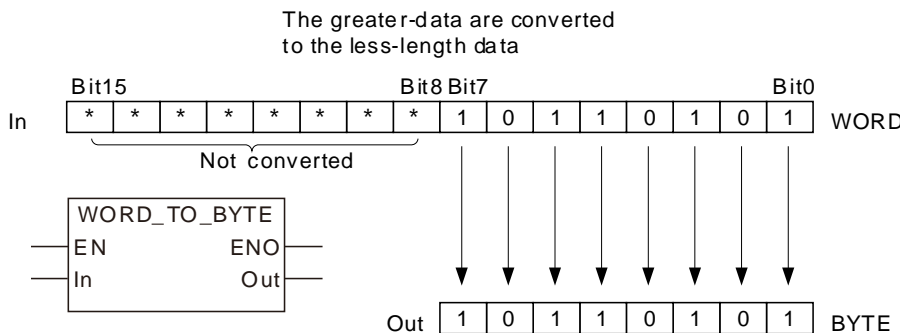 The greater-data are converted
to the less-length data
Bit15 Bit8 Bit7 Bit0
In * * * * * * * * 1 0 1 1 0 1 0 1 WORD
Not converted
WORD_TO_BYTE
EN ENO
In Out
Out 1 0 1 1 0 1 0 1 BYTE